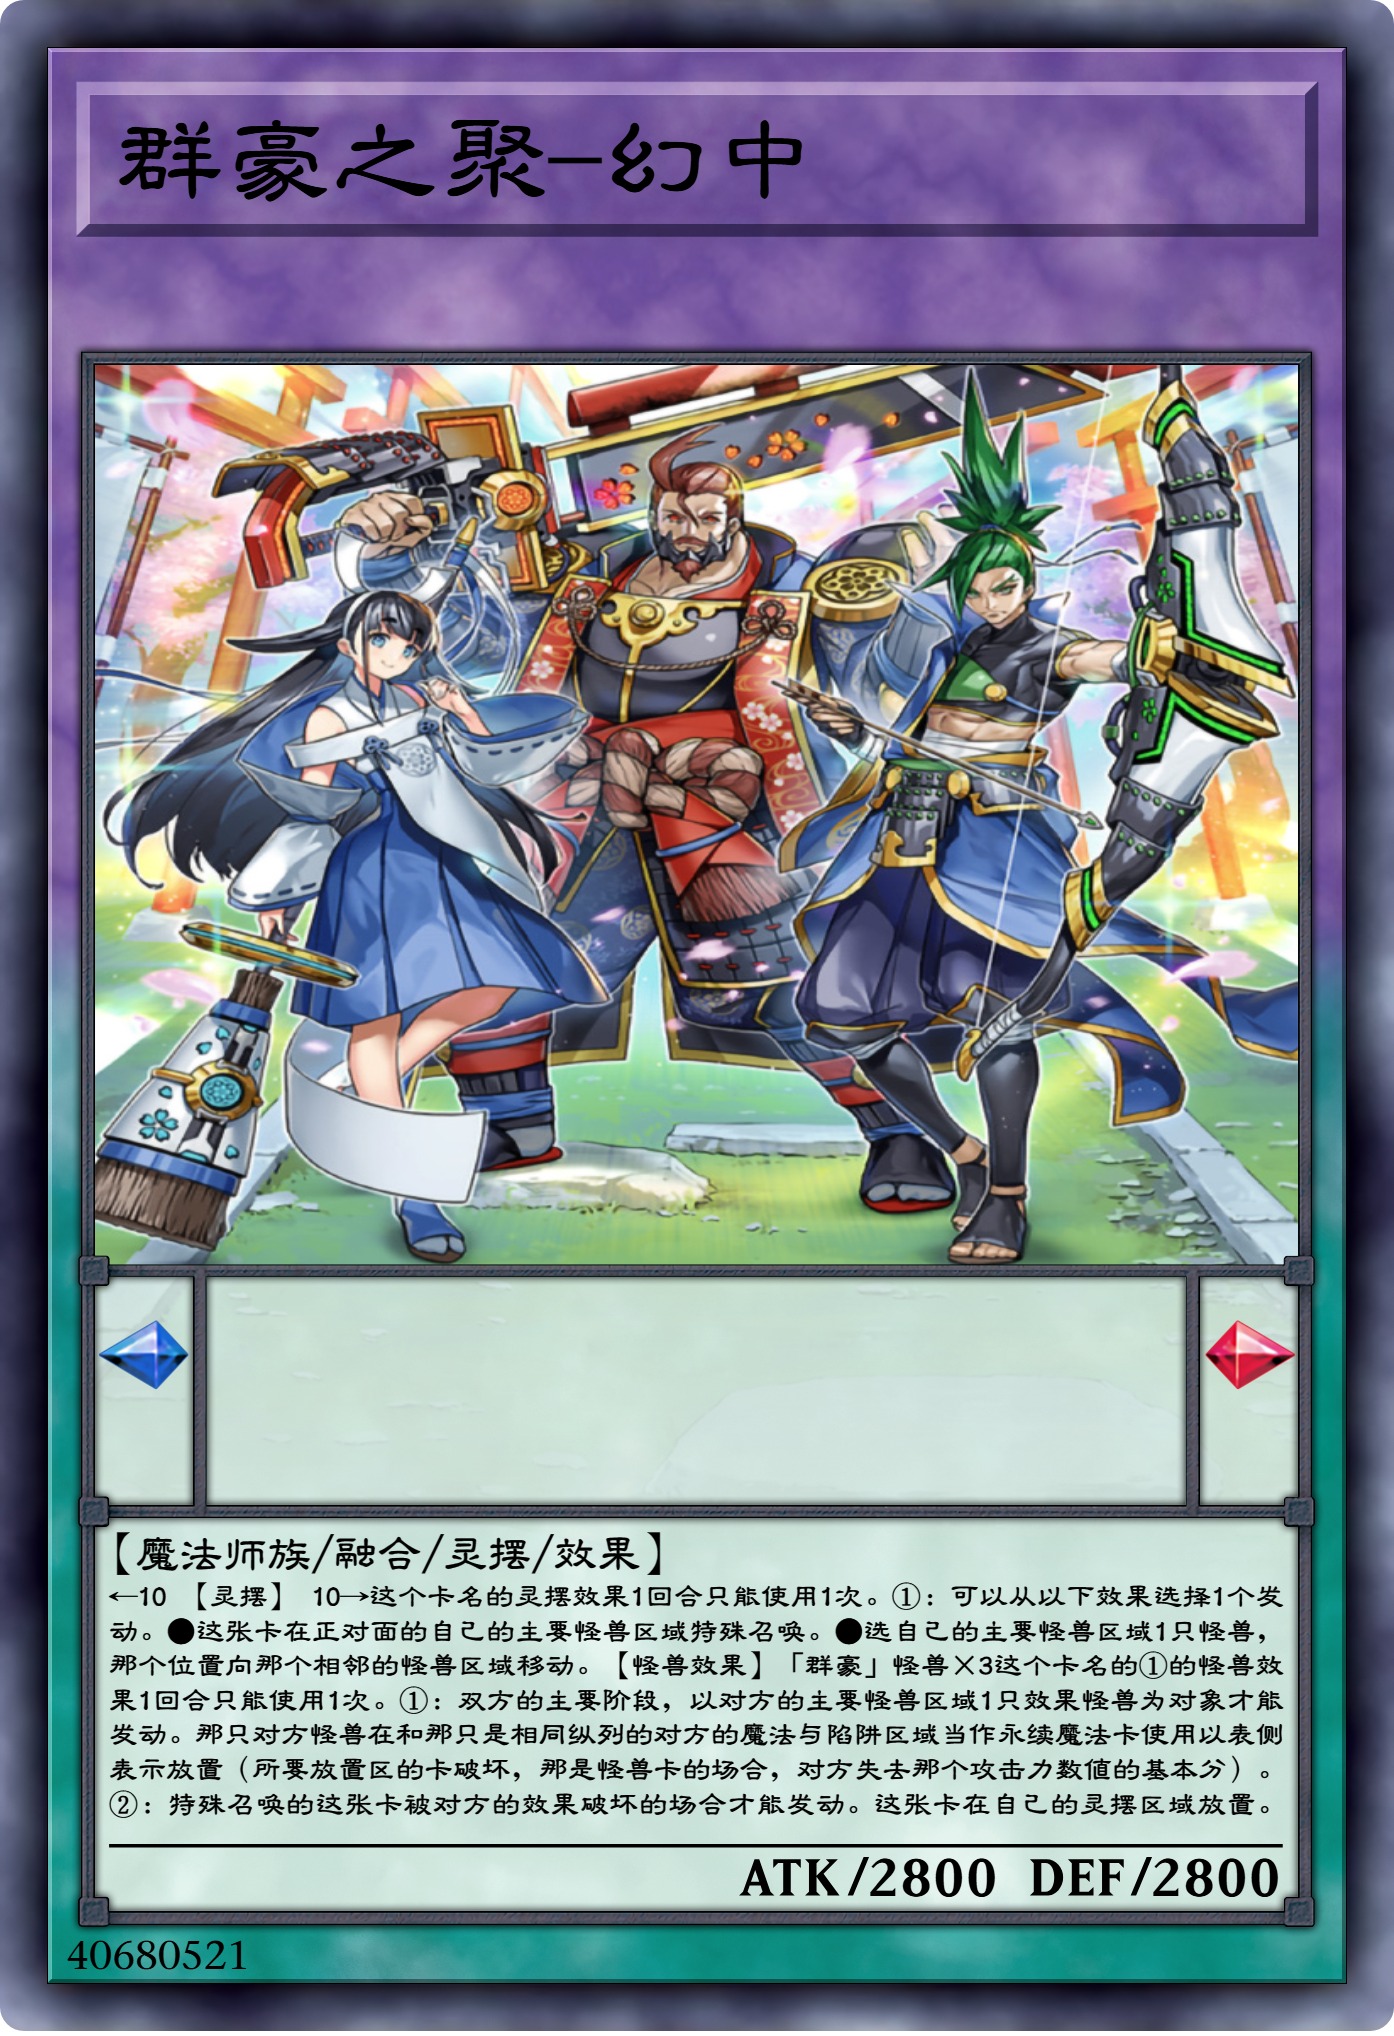 群豪之聚-幻中
【魔法师族/融合/灵摆/效果】
←10 【灵摆】 10→这个卡名的灵摆效果1回合只能使用1次。①：可以从以下效果选择1个发
动。●这张卡在正对面的自己的主要怪兽区域特殊召唤。●选自己的主要怪兽区域1只怪兽，
那个位置向那个相邻的怪兽区域移动。【怪兽效果】「群豪」怪兽×3这个卡名的①的怪兽效
果1回合只能使用1次。①：双方的主要阶段，以对方的主要怪兽区域1只效果怪兽为对象才能
发动。那只对方怪兽在和那只是相同纵列的对方的魔法与陷阱区域当作永续魔法卡使用以表侧
表示放置（所要放置区的卡破坏，那是怪兽卡的场合，对方失去那个攻击力数值的基本分）。
②：特殊召唤的这张卡被对方的效果破坏的场合才能发动。这张卡在自己的灵摆区域放置。
ATK/2800 DEF/2800
40680521